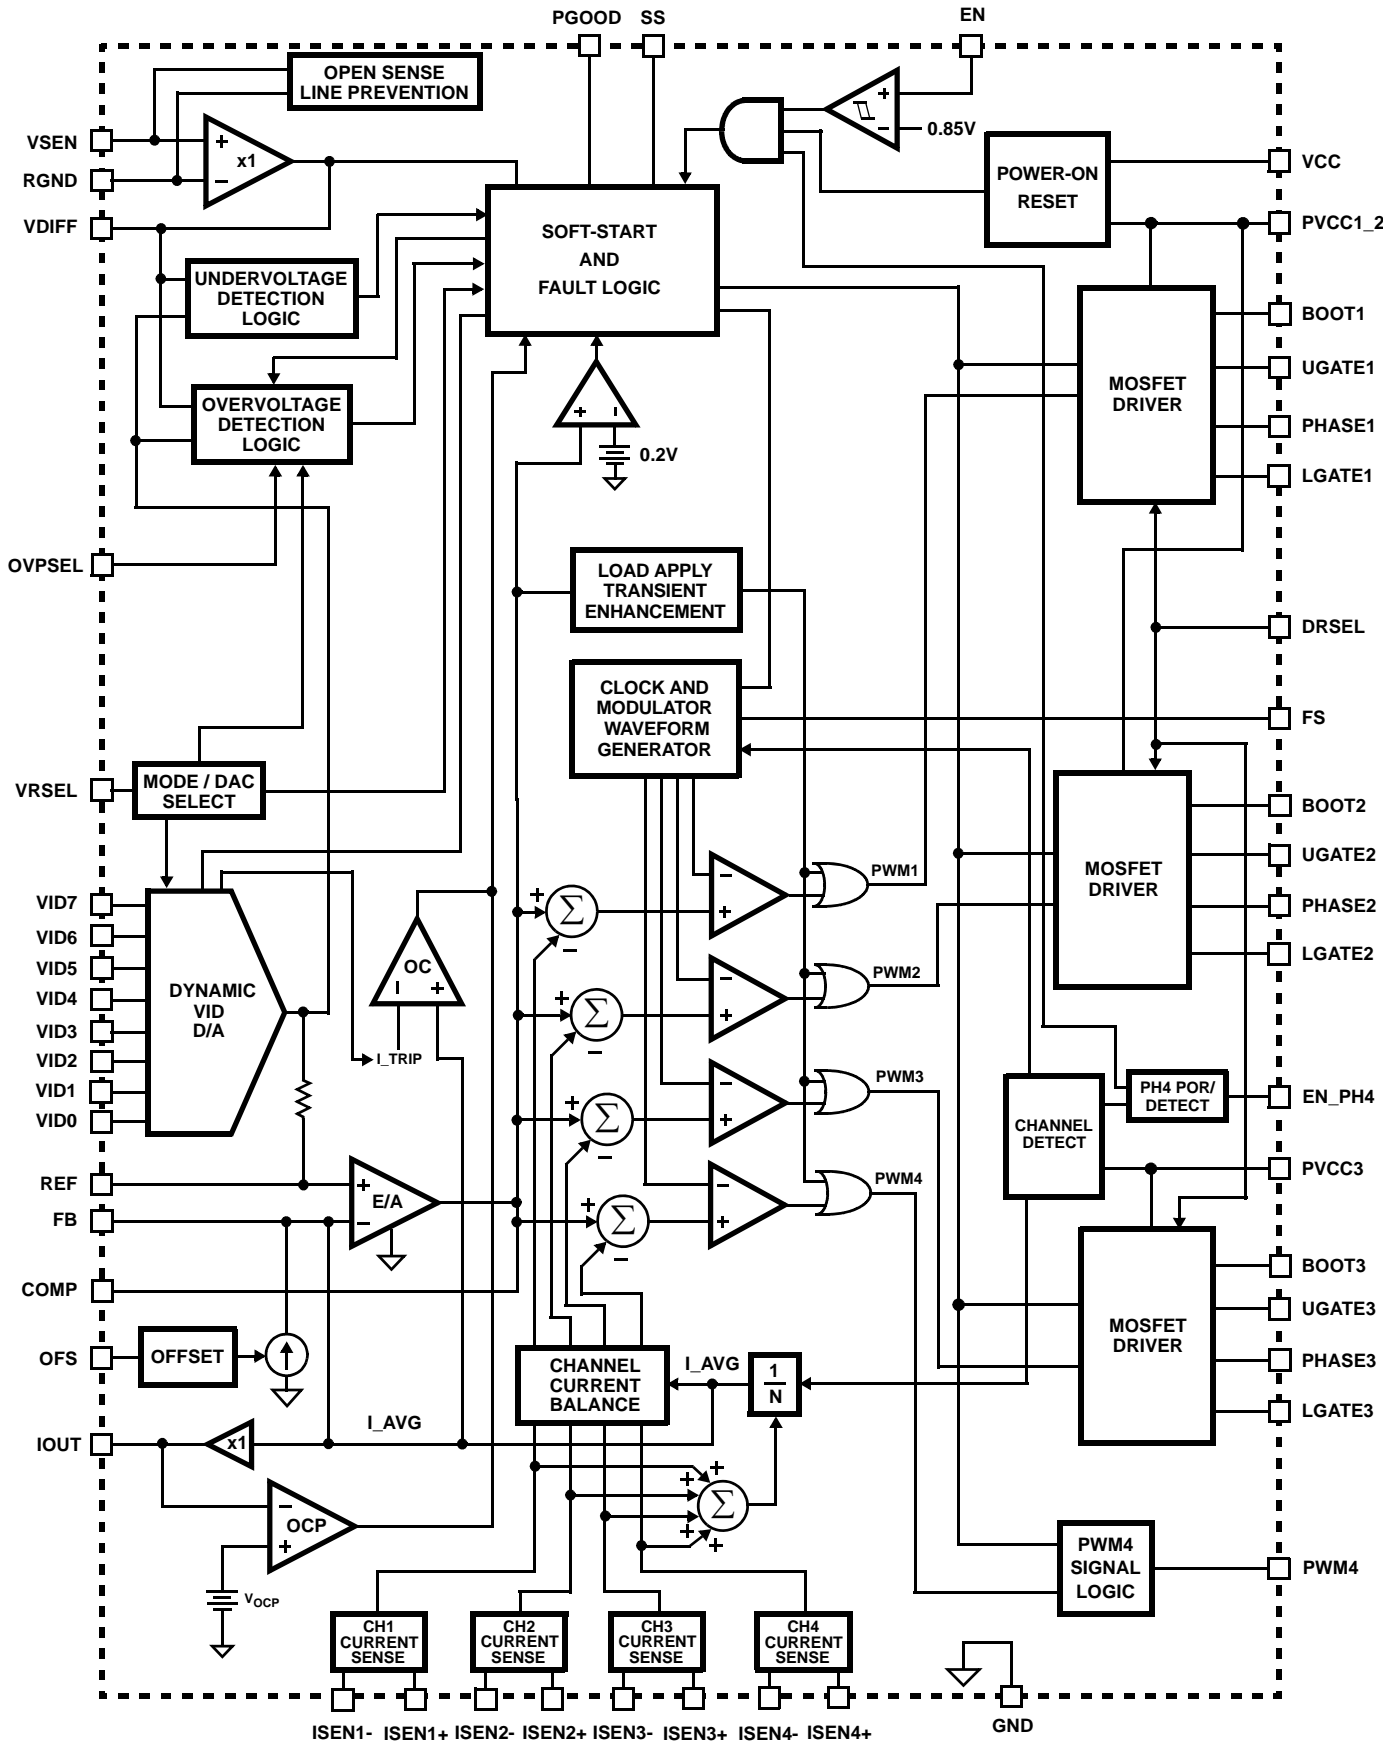 PGOOD SS EN
OPEN SENSE
LINE PREVENTION
VSEN
+
x1
−
RGND
VDIFF
+
−
0.85V
POWER-ON
RESET
VCC
PVCC1_2
SOFT-START
AND
FAULT LOGIC
UNDERVOLTAGE
DETECTION
LOGIC
OVERVOLTAGE
DETECTION
LOGIC
+ −
0.2V
MOSFET
DRIVER
BOOT1
UGATE1
PHASE1
LGATE1
OVPSEL
LOAD APPLY
TRANSIENT
ENHANCEMENT
DRSEL
CLOCK AND
MODULATOR
WAVEFORM
GENERATOR
FS
VRSEL
MODE / DAC
SELECT
MOSFET
DRIVER
BOOT2
UGATE2
PHASE2
LGATE2
VID7
VID6
VID5
VID4
VID3
VID2
VID1
VID0
DYNAMIC
VID
D/A
OC
− +
I_TRIP
+
Σ
−
−
+
PWM1
+
Σ
−
−
+
PWM2
+
Σ
−
−
+
PWM3
+
Σ
−
−
+
PWM4
CHANNEL
DETECT
PH4 POR/
DETECT
EN_PH4
PVCC3
REF
FB
+
E/A
−
COMP
OFS
OFFSET
MOSFET
DRIVER
BOOT3
UGATE3
PHASE3
LGATE3
CHANNEL
CURRENT
BALANCE
I_AVG
1
N
I_AVG
IOUT
x1
−
OCP
+
VOCP
+
+
Σ
+
+
PWM4
SIGNAL
LOGIC
PWM4
CH1
CURRENT
SENSE
CH2
CURRENT
SENSE
CH3
CURRENT
SENSE
CH4
CURRENT
SENSE
ISEN1- ISEN1+ ISEN2- ISEN2+ ISEN3- ISEN3+ ISEN4- ISEN4+
GND